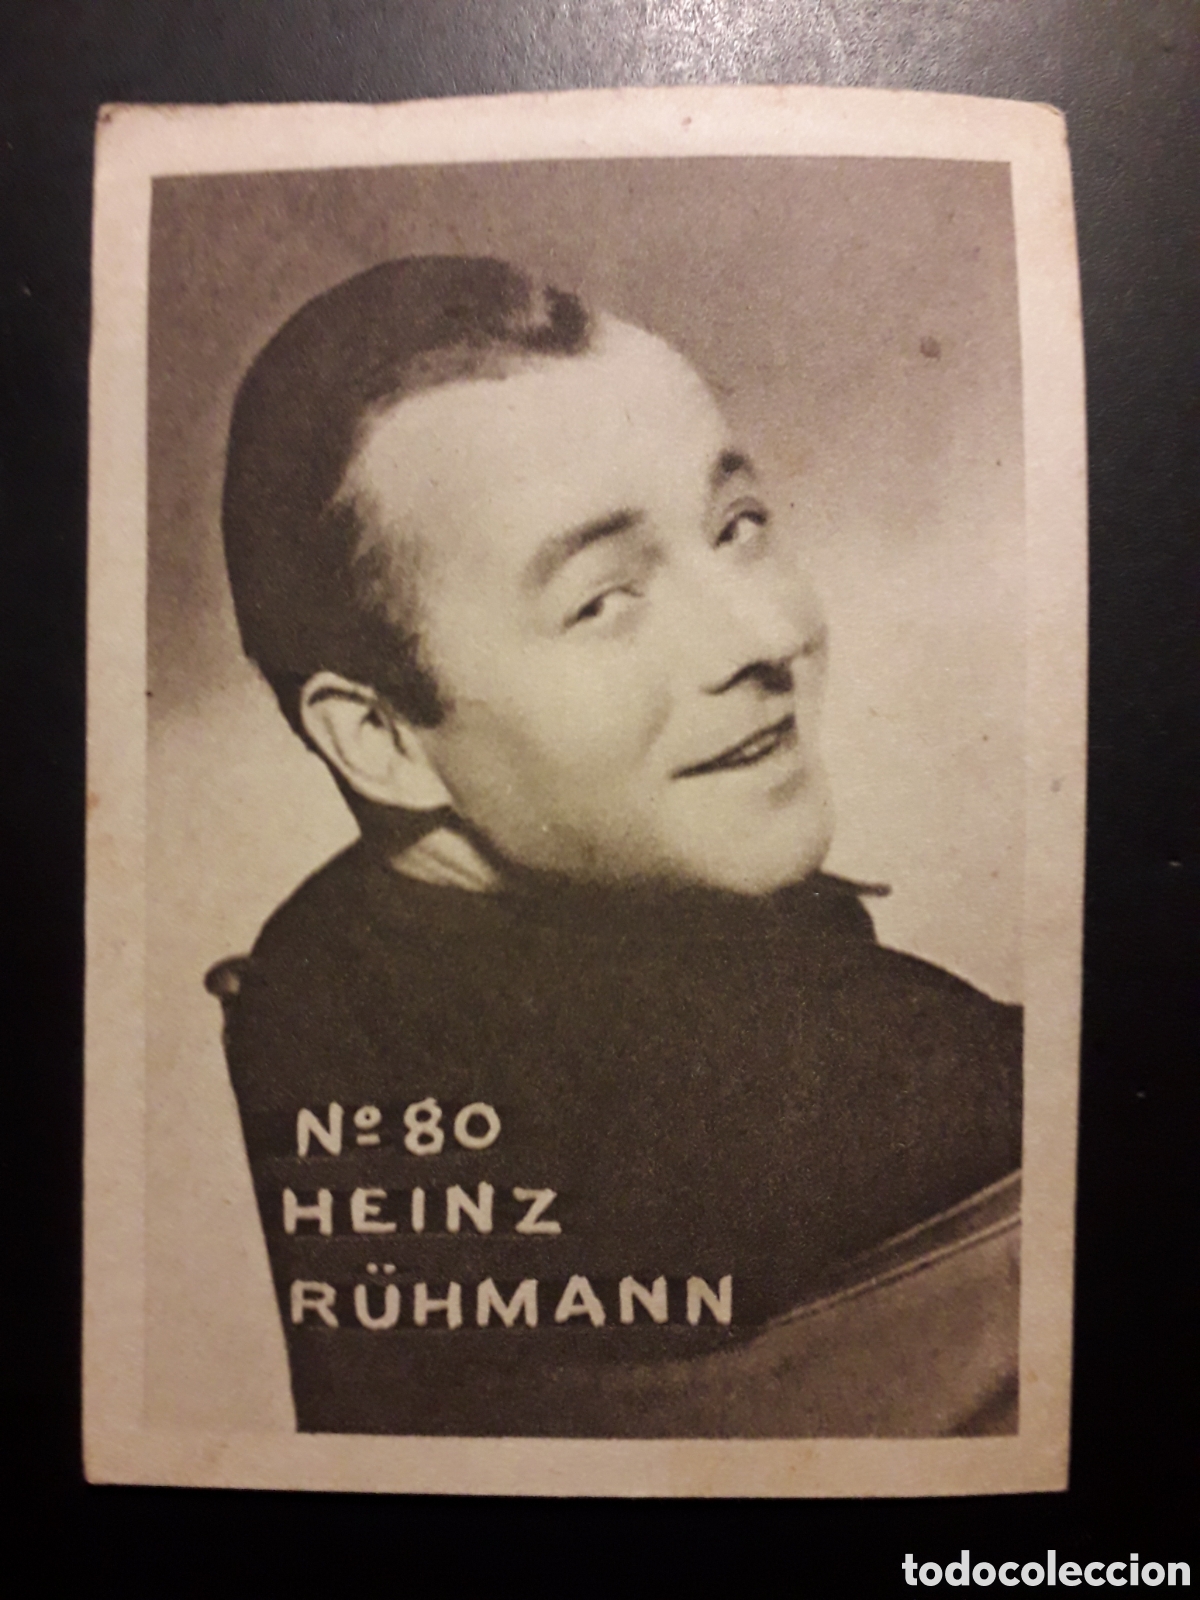 Nº 80
HEINZ
RÜHMANN
todocoleccion